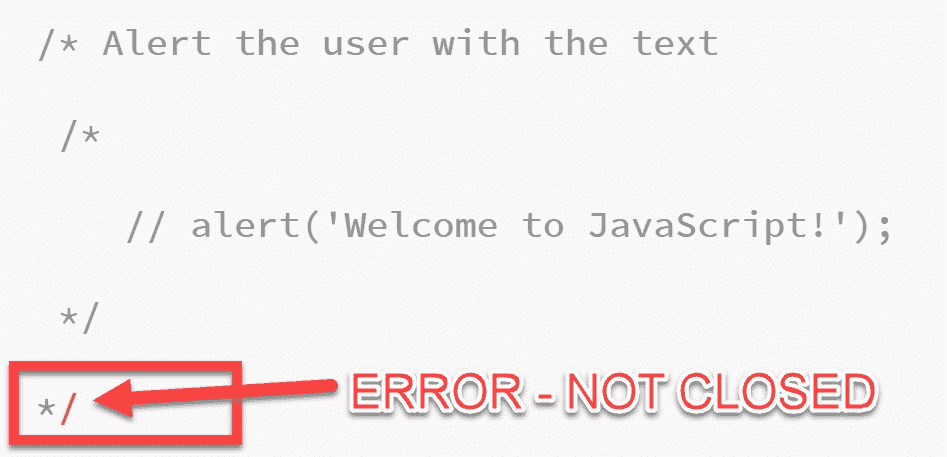 /* Alert the user with the text
/*
// alert('Welcome to JavaScript!');
*/
*/ ERROR - NOT CLOSED